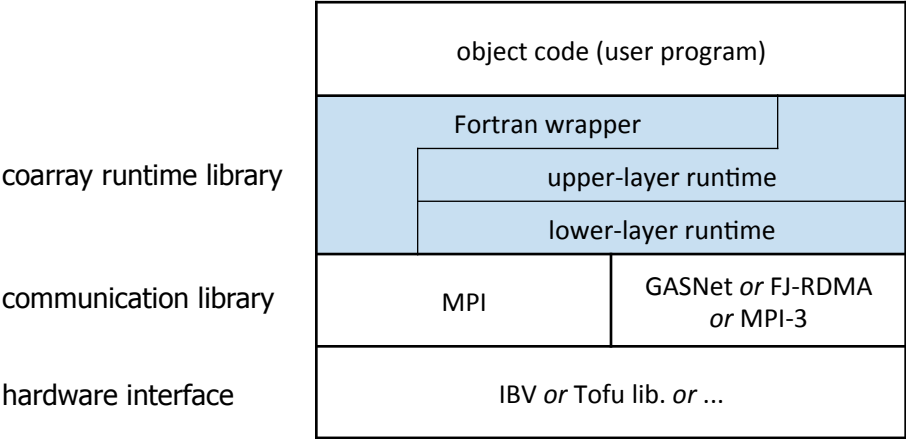 object code (user program)
Fortran wrapper
coarray runtime library
upper-layer runtime
lower-layer runtime
communication library
MPI
GASNet or FJ-RDMA
or MPI-3
hardware interface
IBV or Tofu lib. or ...